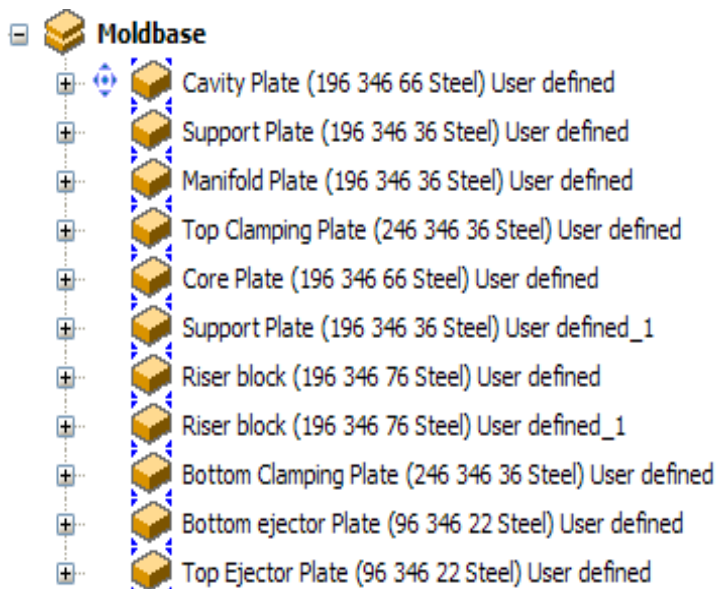 Moldbase
Cavity Plate (196 346 66 Steel) User defined
Support Plate (196 346 36 Steel) User defined
Manifold Plate (196 346 36 Steel) User defined
Top Clamping Plate (246 346 36 Steel) User defined
Core Plate (196 346 66 Steel) User defined
Support Plate (196 346 36 Steel) User defined_1
Riser block (196 346 76 Steel) User defined
Riser block (196 346 76 Steel) User defined_1
Bottom Clamping Plate (246 346 36 Steel) User defined
Bottom ejector Plate (96 346 22 Steel) User defined
Top Ejector Plate (96 346 22 Steel) User defined